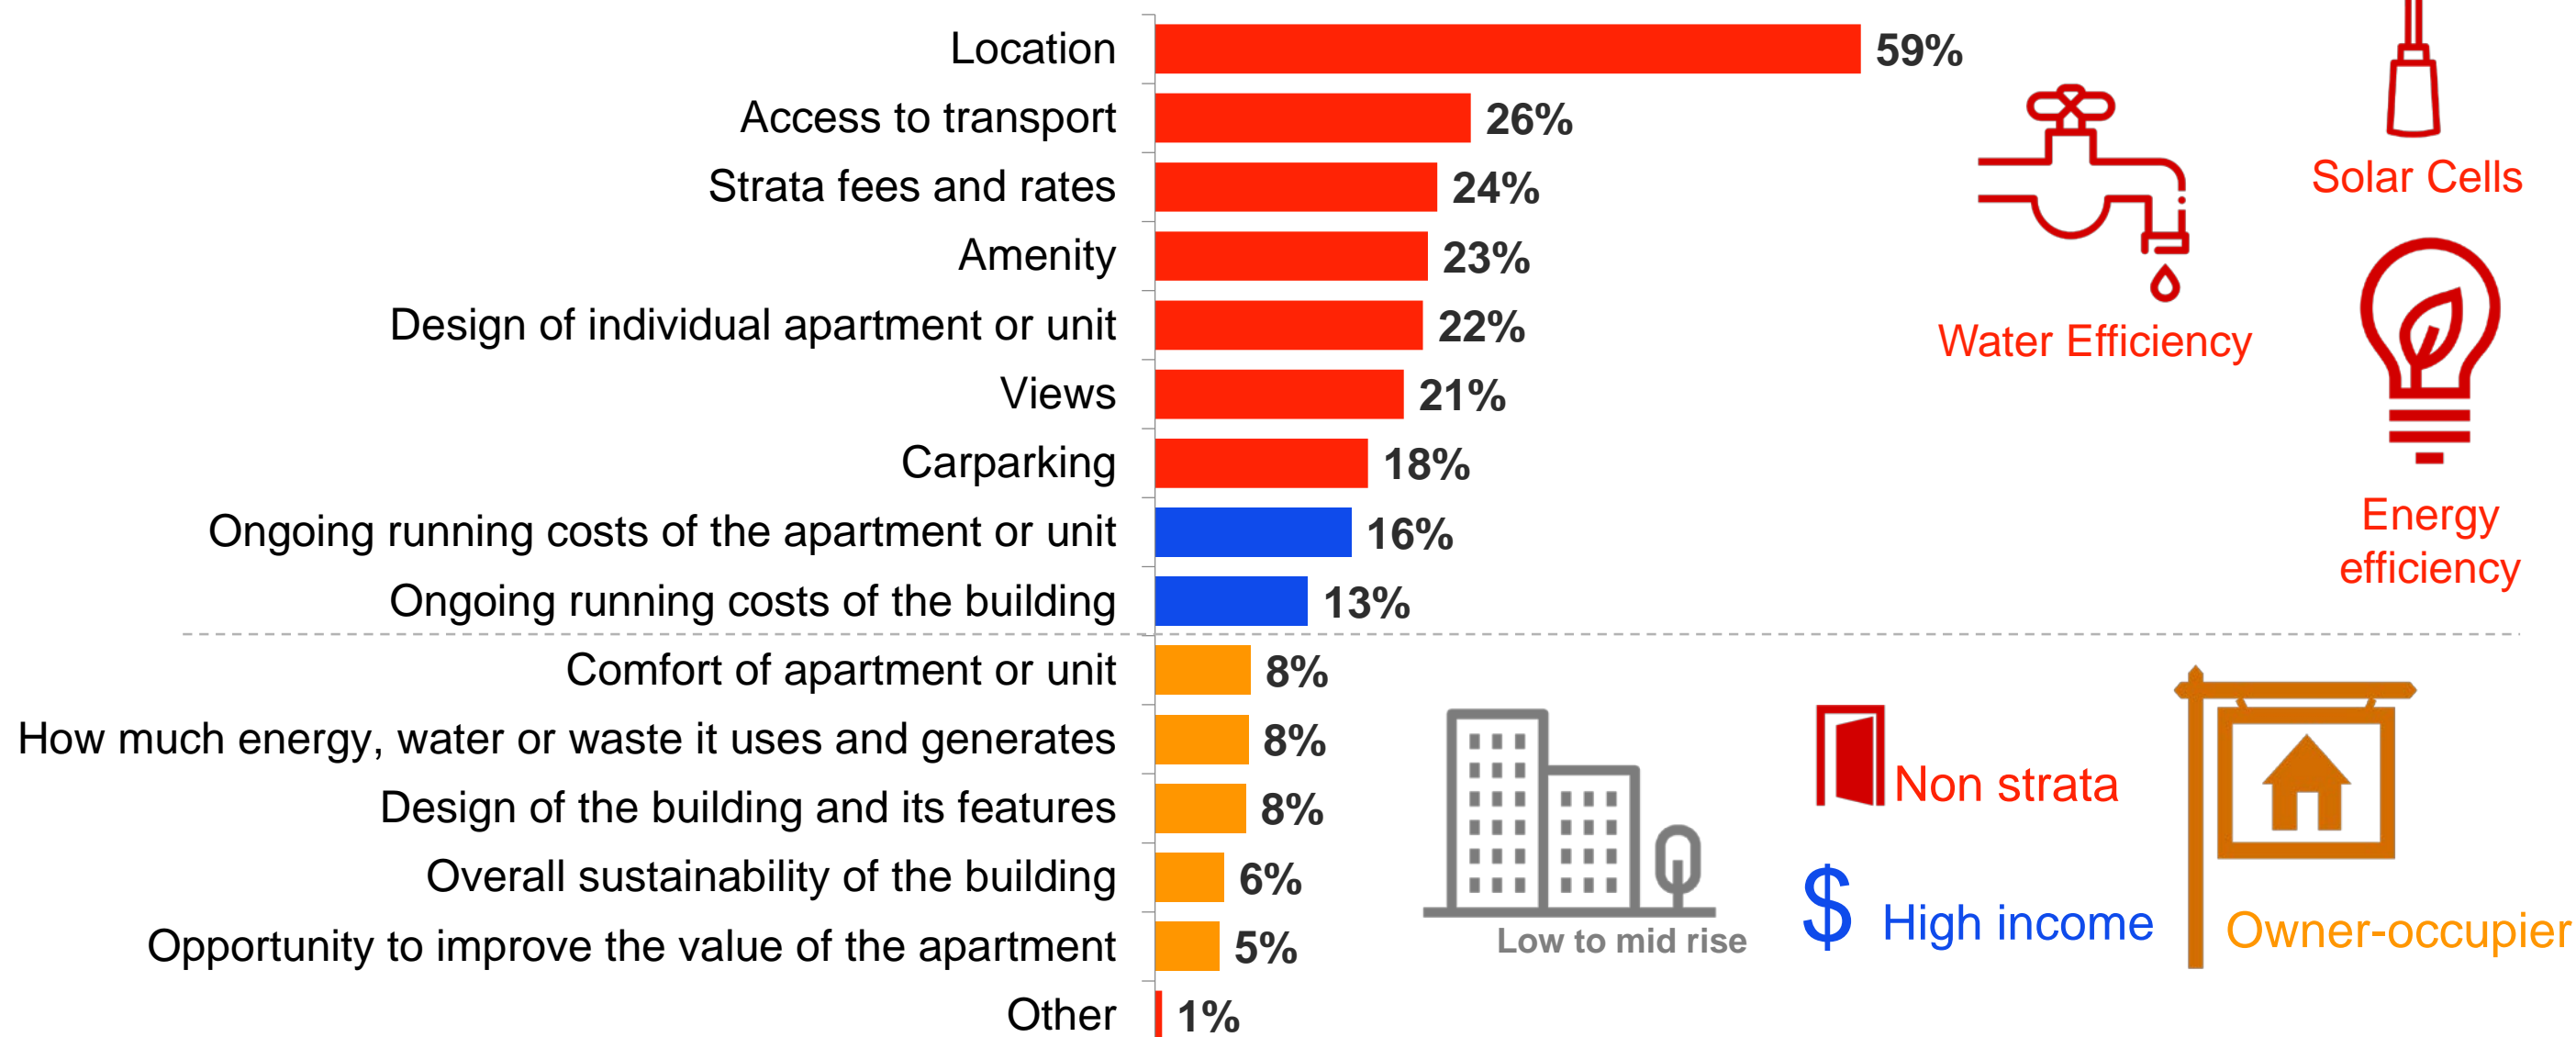 Location 59%
Access to transport 26%
Strata fees and rates 24%
Amenity 23%
Design of individual apartment or unit 22%
Views 21%
Carparking 18%
Ongoing running costs of the apartment or unit 16%
Ongoing running costs of the building 13%
Comfort of apartment or unit 8%
How much energy, water or waste it uses and generates 8%
Design of the building and its features 8%
Overall sustainability of the building 6%
Opportunity to improve the value of the apartment 5%
Other 1%
Solar Cells
Water Efficiency
Energy
efficiency
Non strata
$ High income
Low to mid rise
Owner-occupier